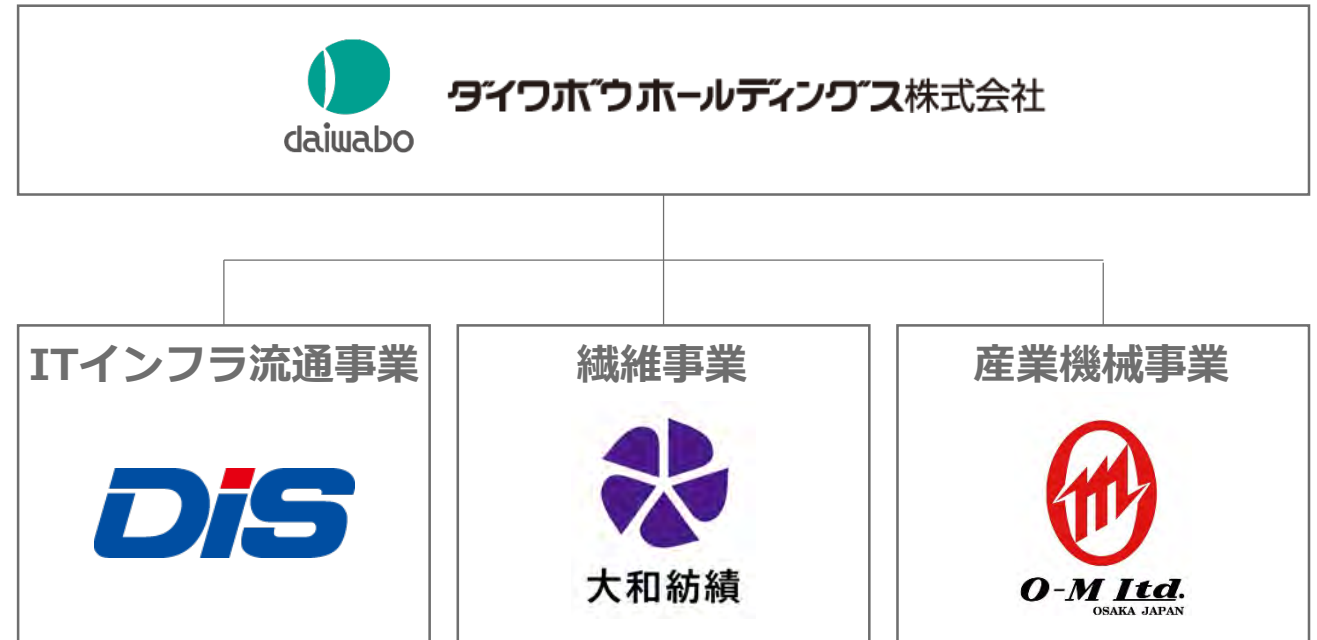 daiwabo
ダイワボウホールディングス株式会社
ITインフラ流通事業
繊維事業
産業機械事業
DiS
大和紡績
O-M Ltd.
OSAKA JAPAN